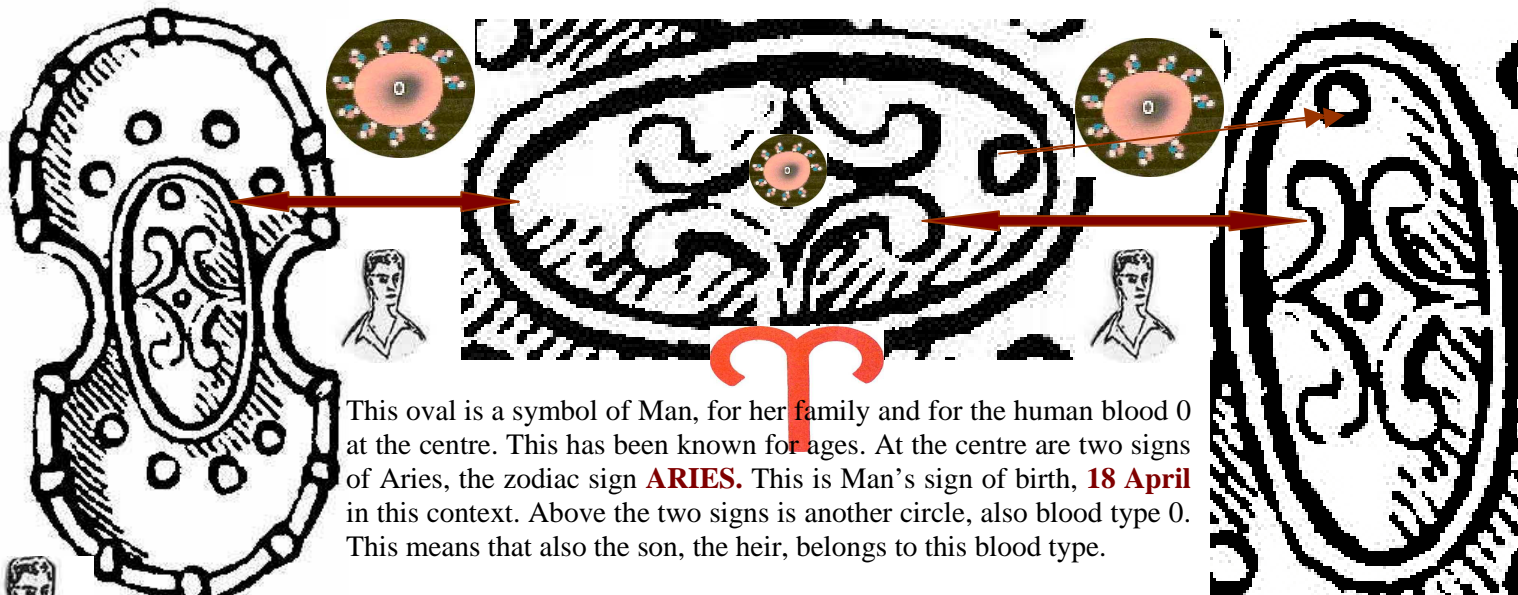 0
0
0
This oval is a symbol of Man, for her family and for the human blood 0
at the centre. This has been known for ages. At the centre are two signs
of Aries, the zodiac sign ARIES. This is Man’s sign of birth, 18 April
in this context. Above the two signs is another circle, also blood type 0.
This means that also the son, the heir, belongs to this blood type.